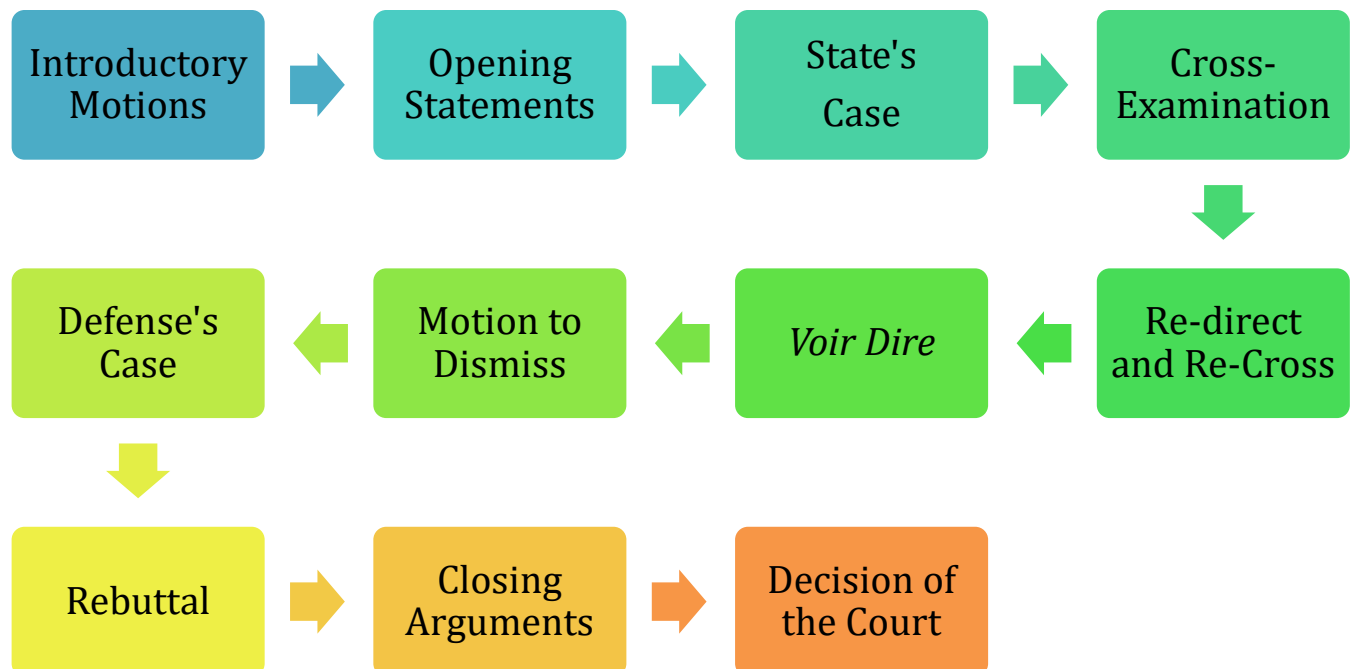 Introductory
Motions
Opening
Statements
State's
Case
Cross-
Examination
Re-direct
and Re-Cross
Voir Dire
Motion to
Dismiss
Defense's
Case
Rebuttal
Closing
Arguments
Decision of
the Court